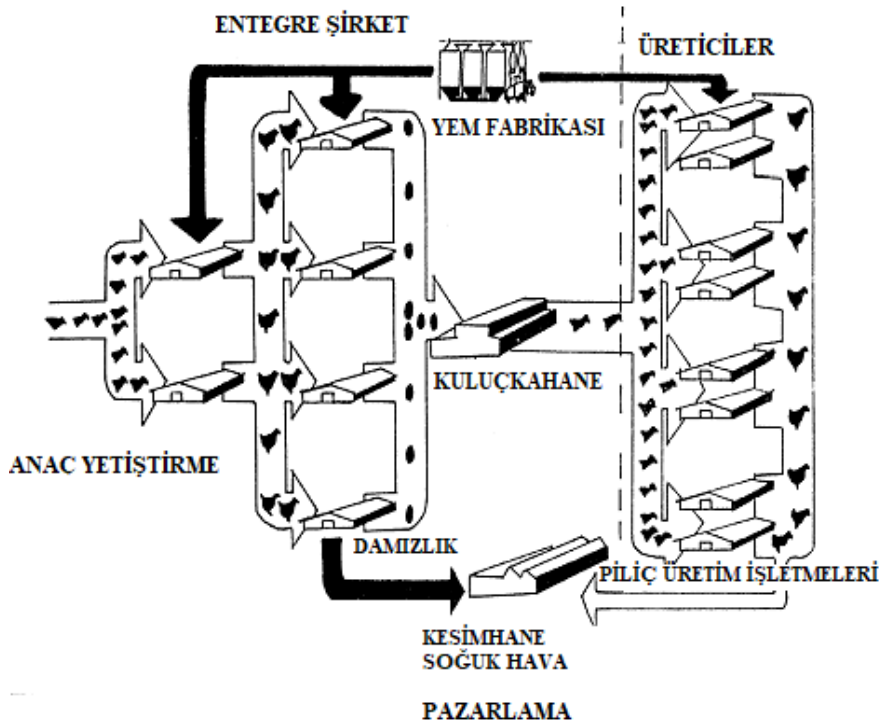 ENTEGRE ŞİRKET
ÜRETİCİLER
YEM FABRİKASI
KULUÇKAHANE
ANAÇ YETİŞTİRME
DAMIZLIK
PİLİÇ ÜRETİM İŞLETMELERİ
KESİMHANE
SOĞUK HAVA
PAZARLAMA